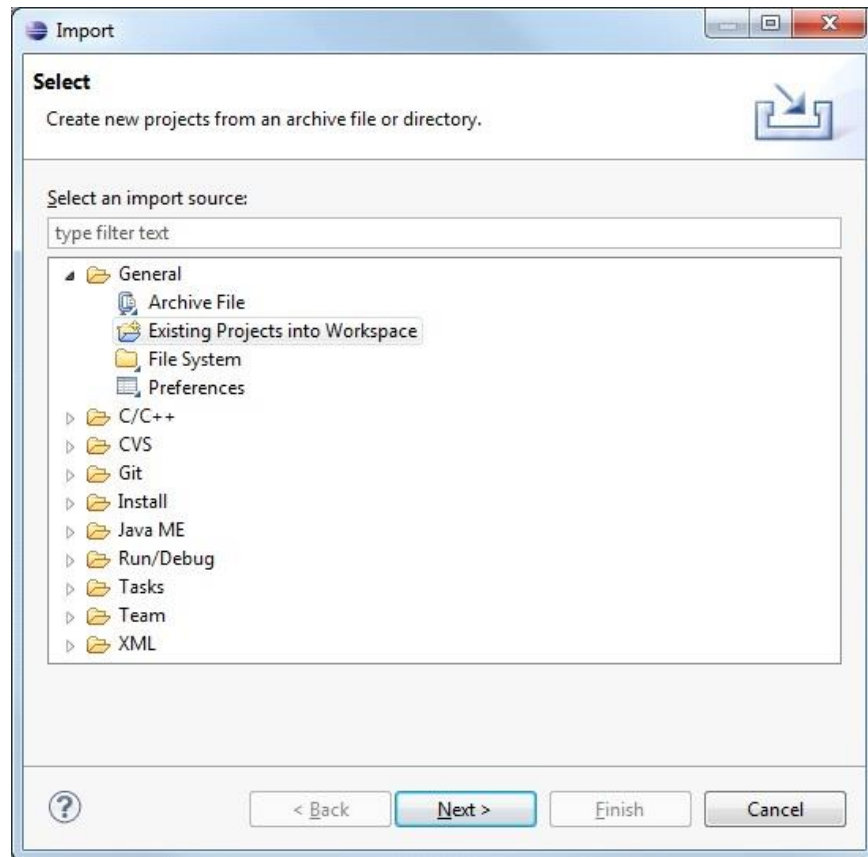 Import
Select
Create new projects from an archive file or directory.
Select an import source:
type filter text
General
Archive File
Existing Projects into Workspace
File System
Preferences
C/C++
CVS
Git
Install
Java ME
Run/Debug
Tasks
Team
XML
?
< Back Next > Finish Cancel